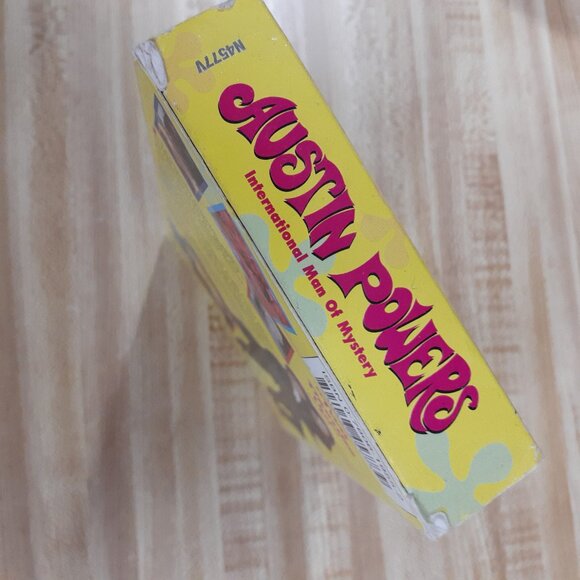 N4577V
AUSTIN POWERS
International Man Of Mystery